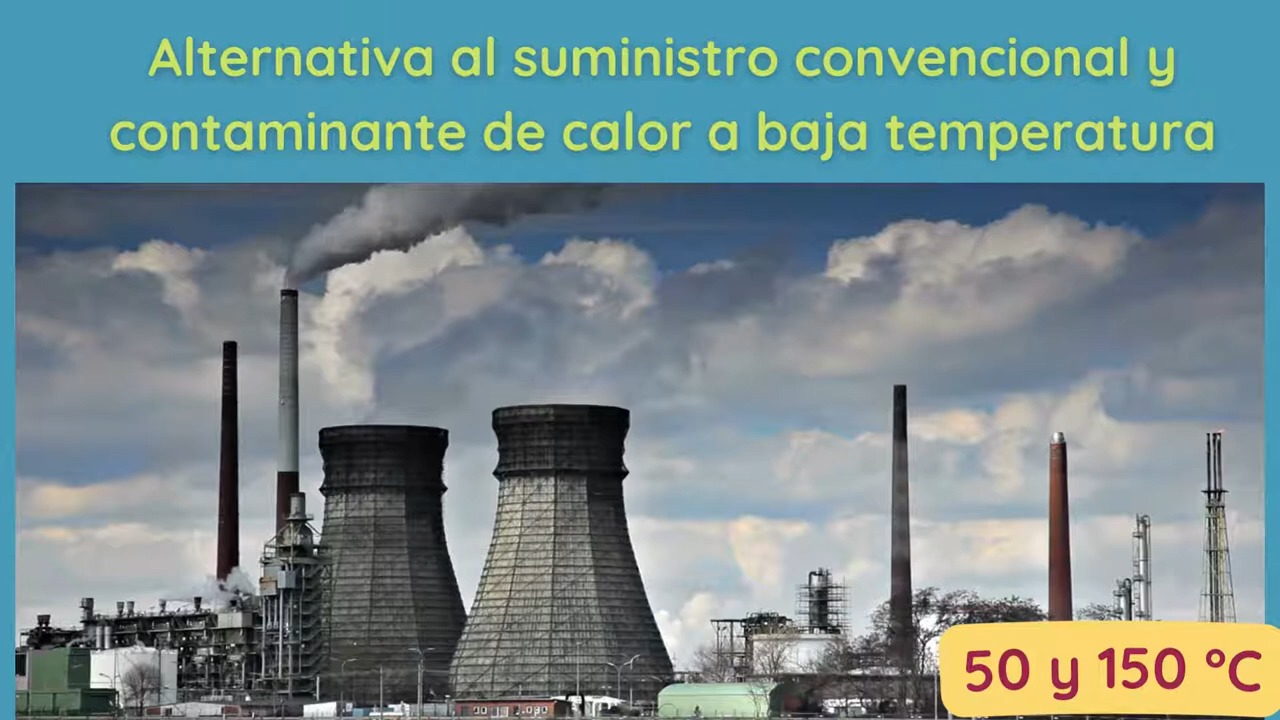 Alternativa al suministro convencional y
contaminante de calor a baja temperatura
50 y 150 °C